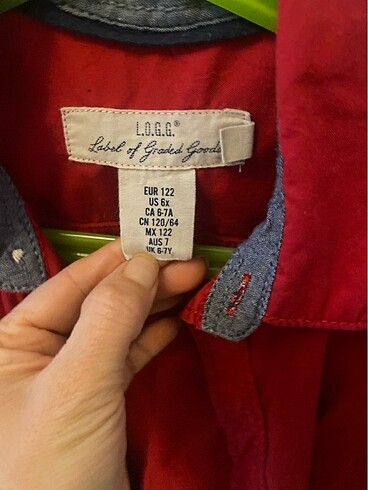 L.O.G.G.®
Label of Graded Goods
EUR 122
US 6x
CA 6-7A
CN 120/64
MX 122
AUS 7
UK 6-7Y